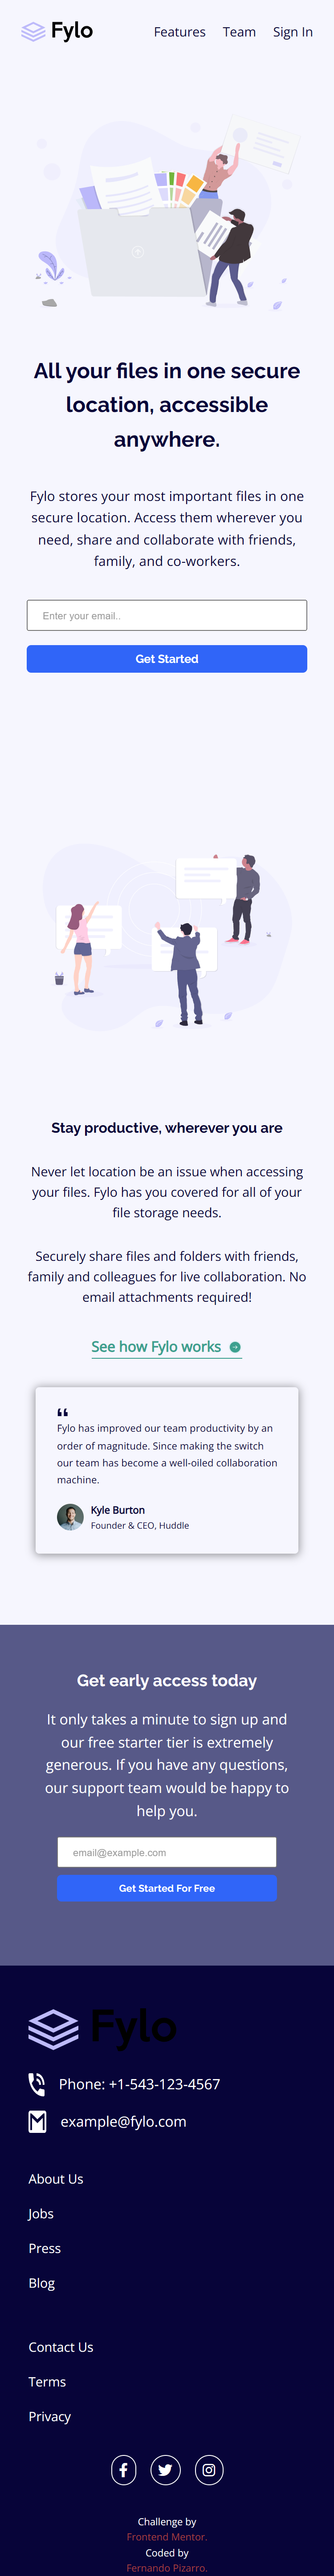 Fylo
Features Team Sign In
All your files in one secure
location, accessible
anywhere.
Fylo stores your most important files in one
secure location. Access them wherever you
need, share and collaborate with friends,
family, and co-workers.
Enter your email..
Get Started
Stay productive, wherever you are
Never let location be an issue when accessing
your files. Fylo has you covered for all of your
file storage needs.
Securely share files and folders with friends,
family and colleagues for live collaboration. No
email attachments required!
See how Fylo works
“
Fylo has improved our team productivity by an
order of magnitude. Since making the switch
our team has become a well-oiled collaboration
machine.
Kyle Burton
Founder & CEO, Huddle
Get early access today
It only takes a minute to sign up and
our free starter tier is extremely
generous. If you have any questions,
our support team would be happy to
help you.
email@example.com
Get Started For Free
Fylo
Phone: +1-543-123-4567
example@fylo.com
About Us
Jobs
Press
Blog
Contact Us
Terms
Privacy
Challenge by
Frontend Mentor.
Coded by
Fernando Pizarro.